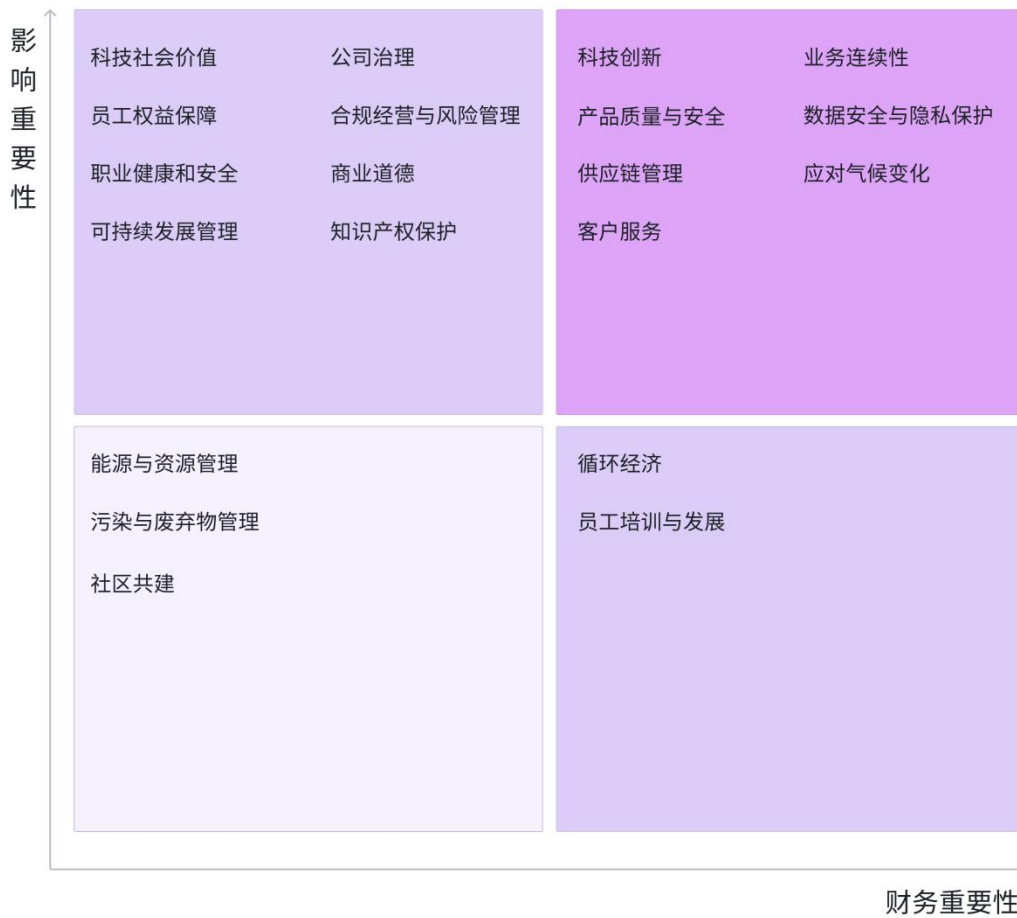 影响重要性
科技社会价值
公司治理
员工权益保障
合规经营与风险管理
职业健康和安全
商业道德
可持续发展管理
知识产权保护
科技创新
业务连续性
产品质量与安全
数据安全与隐私保护
供应链管理
应对气候变化
客户服务
能源与资源管理
污染与废弃物管理
社区共建
循环经济
员工培训与发展
财务重要性